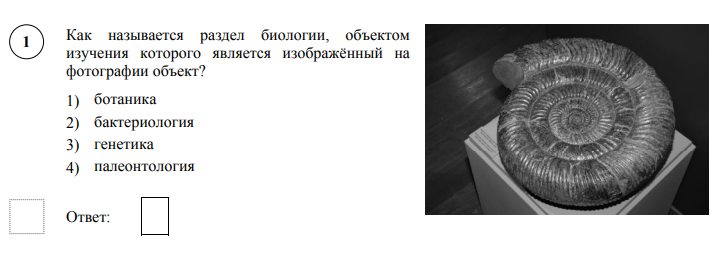 1
Как называется раздел биологии, объектом
изучения которого является изображённый на
фотографии объект?
1) ботаника
2) бактериология
3) генетика
4) палеонтология
Ответ: